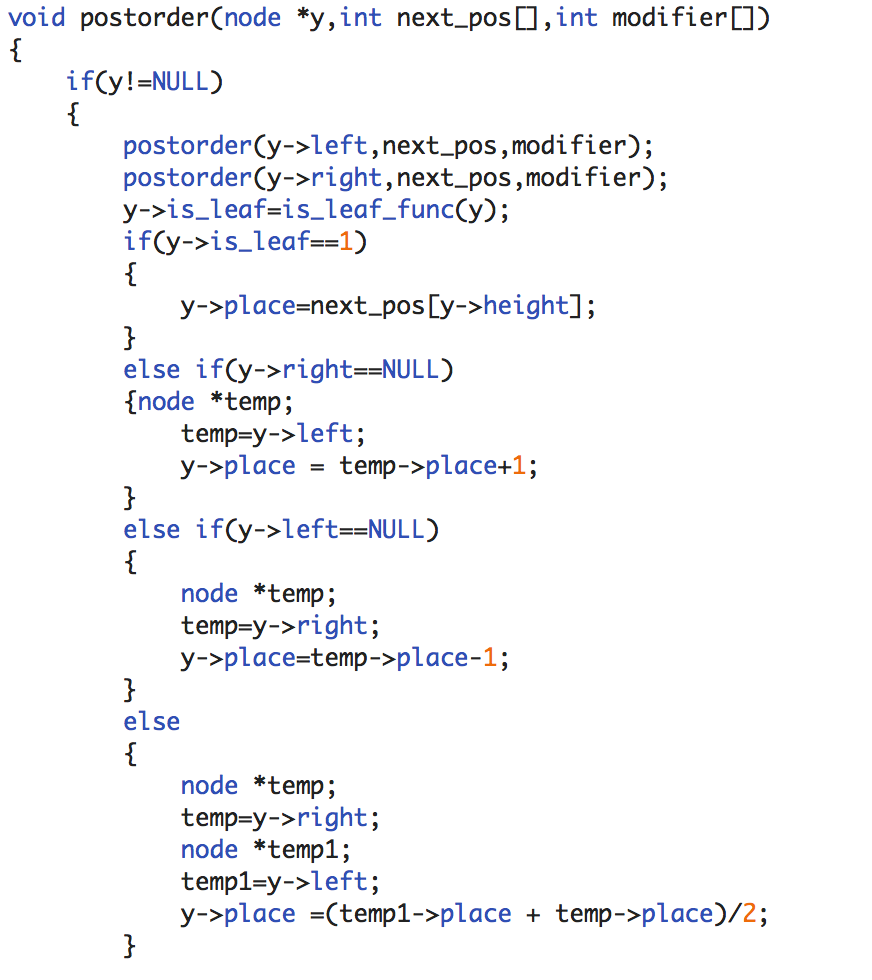 void postorder(node *y,int next_pos[],int modifier[])
{
    if(y!=NULL)
    {
        postorder(y->left,next_pos,modifier);
        postorder(y->right,next_pos,modifier);
        y->is_leaf=is_leaf_func(y);
        if(y->is_leaf==1)
        {
            y->place=next_pos[y->height];
        }
        else if(y->right==NULL)
        {node *temp;
            temp=y->left;
            y->place = temp->place+1;
        }
        else if(y->left==NULL)
        {
            node *temp;
            temp=y->right;
            y->place=temp->place-1;
        }
        else
        {
            node *temp;
            temp=y->right;
            node *temp1;
            temp1=y->left;
            y->place =(temp1->place + temp->place)/2;
        }